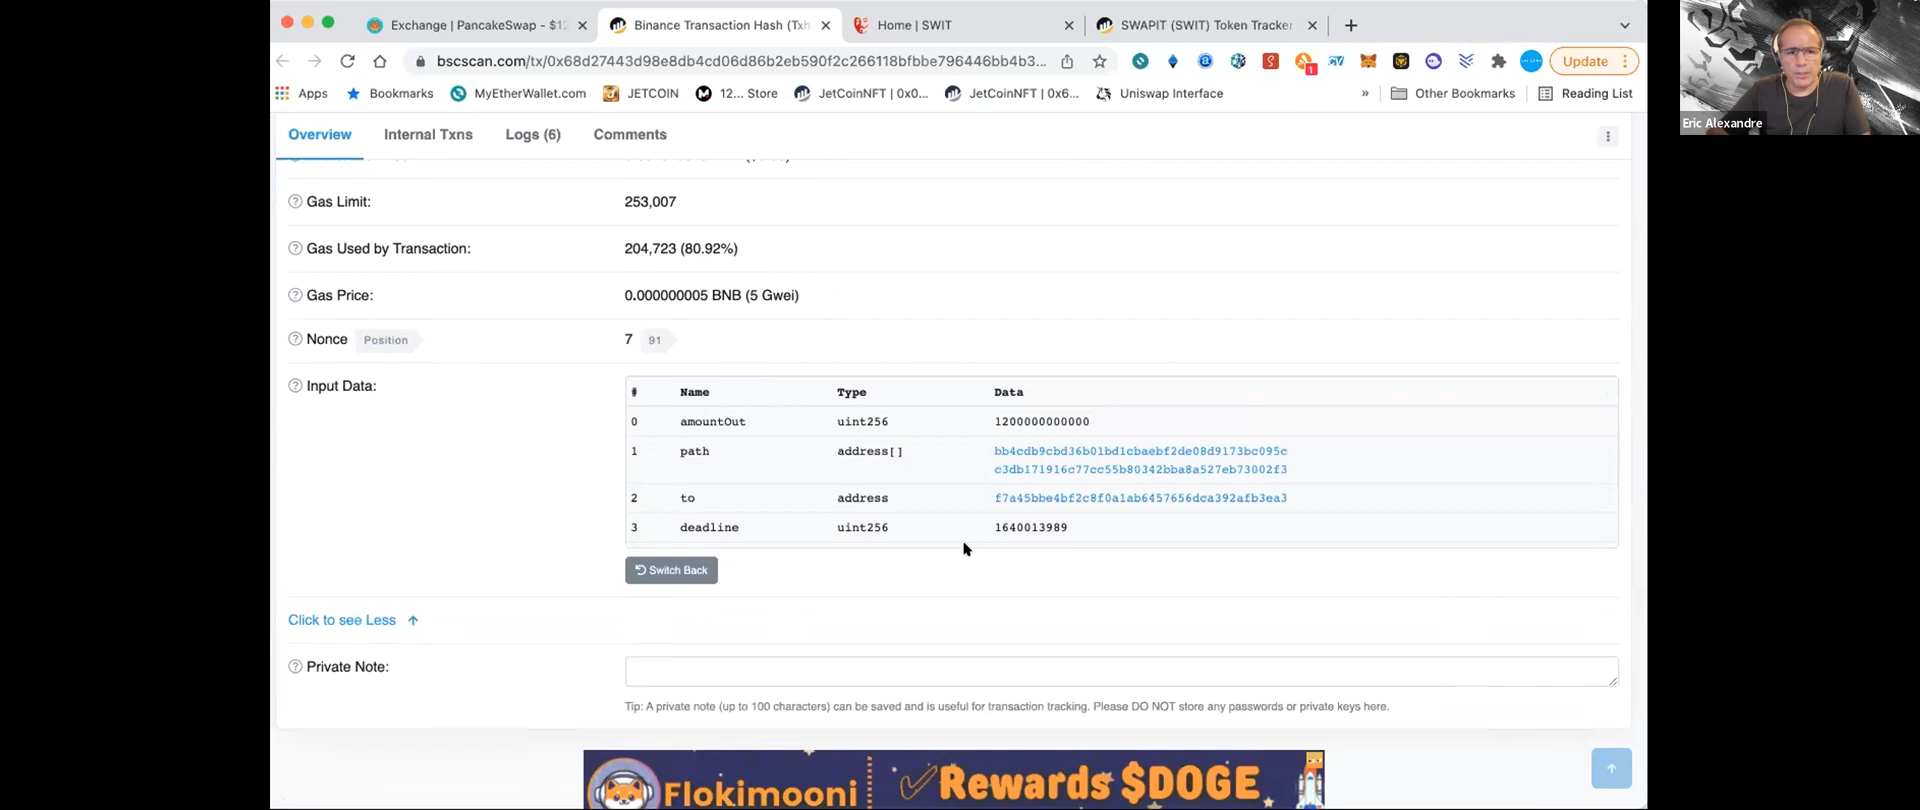 Exchange | PancakeSwap - $12
Binance Transaction Hash (Txh
Home | SWIT
SWAPIT (SWIT) Token Tracker
bscscan.com/tx/0x68d27443d98e8db4cd06d86b2eb590f2c266118bfbbe796446bb4b3...
1
Update
Apps
Bookmarks
MyEtherWallet.com
JETCOIN
12... Store
JetCoinNFT | 0x0...
JetCoinNFT | 0x6...
Uniswap Interface
»
Other Bookmarks
Reading List
Eric Alexandre
Overview
Internal Txns
Logs (6)
Comments
Gas Limit:
253,007
Gas Used by Transaction:
204,723 (80.92%)
Gas Price:
0.000000005 BNB (5 Gwei)
Nonce Position
7 91
Input Data:
# Name Type Data
0 amountOut uint256 1200000000000
1 path address[] bb4cdb9cbd36b01bd1cbaebf2de08d9173bc095c
c3db171916c77cc55b80342bba8a527eb73002f3
2 to address f7a45bbe4bf2c8f0a1ab6457656dca392afb3ea3
3 deadline uint256 1640013989
Switch Back
Click to see Less
Private Note:
Tip: A private note (up to 100 characters) can be saved and is useful for transaction tracking. Please DO NOT store any passwords or private keys here.
Flokimooni
Rewards $DOGE